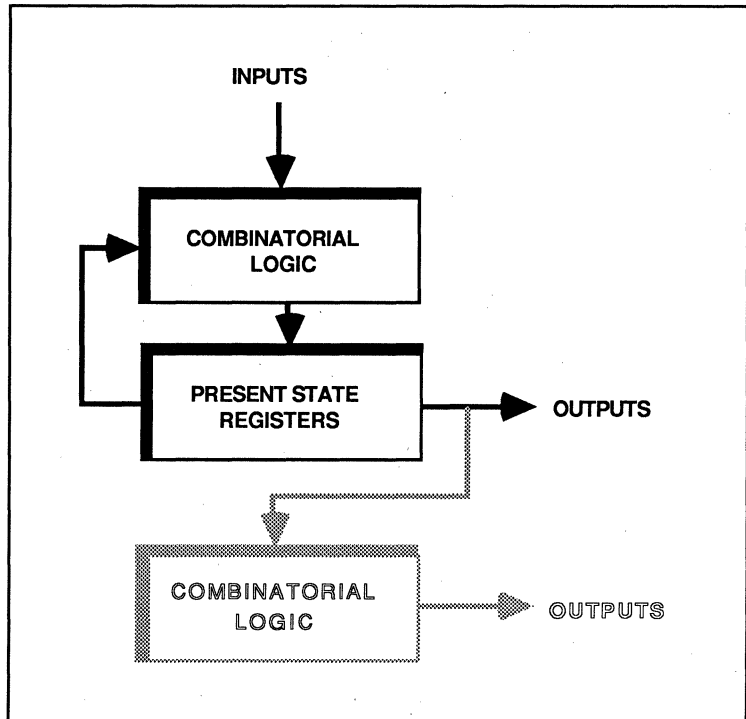 INPUTS
COMBINATORIAL
LOGIC
PRESENT STATE
REGISTERS
OUTPUTS
COMBINATORIAL
LOGIC
OUTPUTS